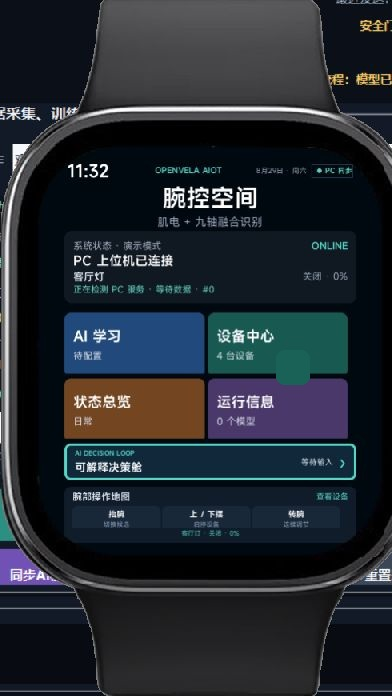 安全门
程：模型已
据采集、训练
11:32
OPENVELA AIOT
8月29日 · 周六
PC 同步
腕控空间
肌电 + 九轴融合识别
系统状态 · 演示模式
ONLINE
PC 上位机已连接
客厅灯
关闭 · 0%
正在检测 PC 服务 · 等待数据 · #0
AI 学习
待配置
设备中心
4 台设备
状态总览
日常
运行信息
0 个模型
AI DECISION LOOP
可解释决策舱
等待输入
腕部操作地图
查看设备
抬腕
切换候选
上 / 下摆
启停设备
转腕
连续调节
客厅灯 · 关闭 · 0%
同步AI
重置